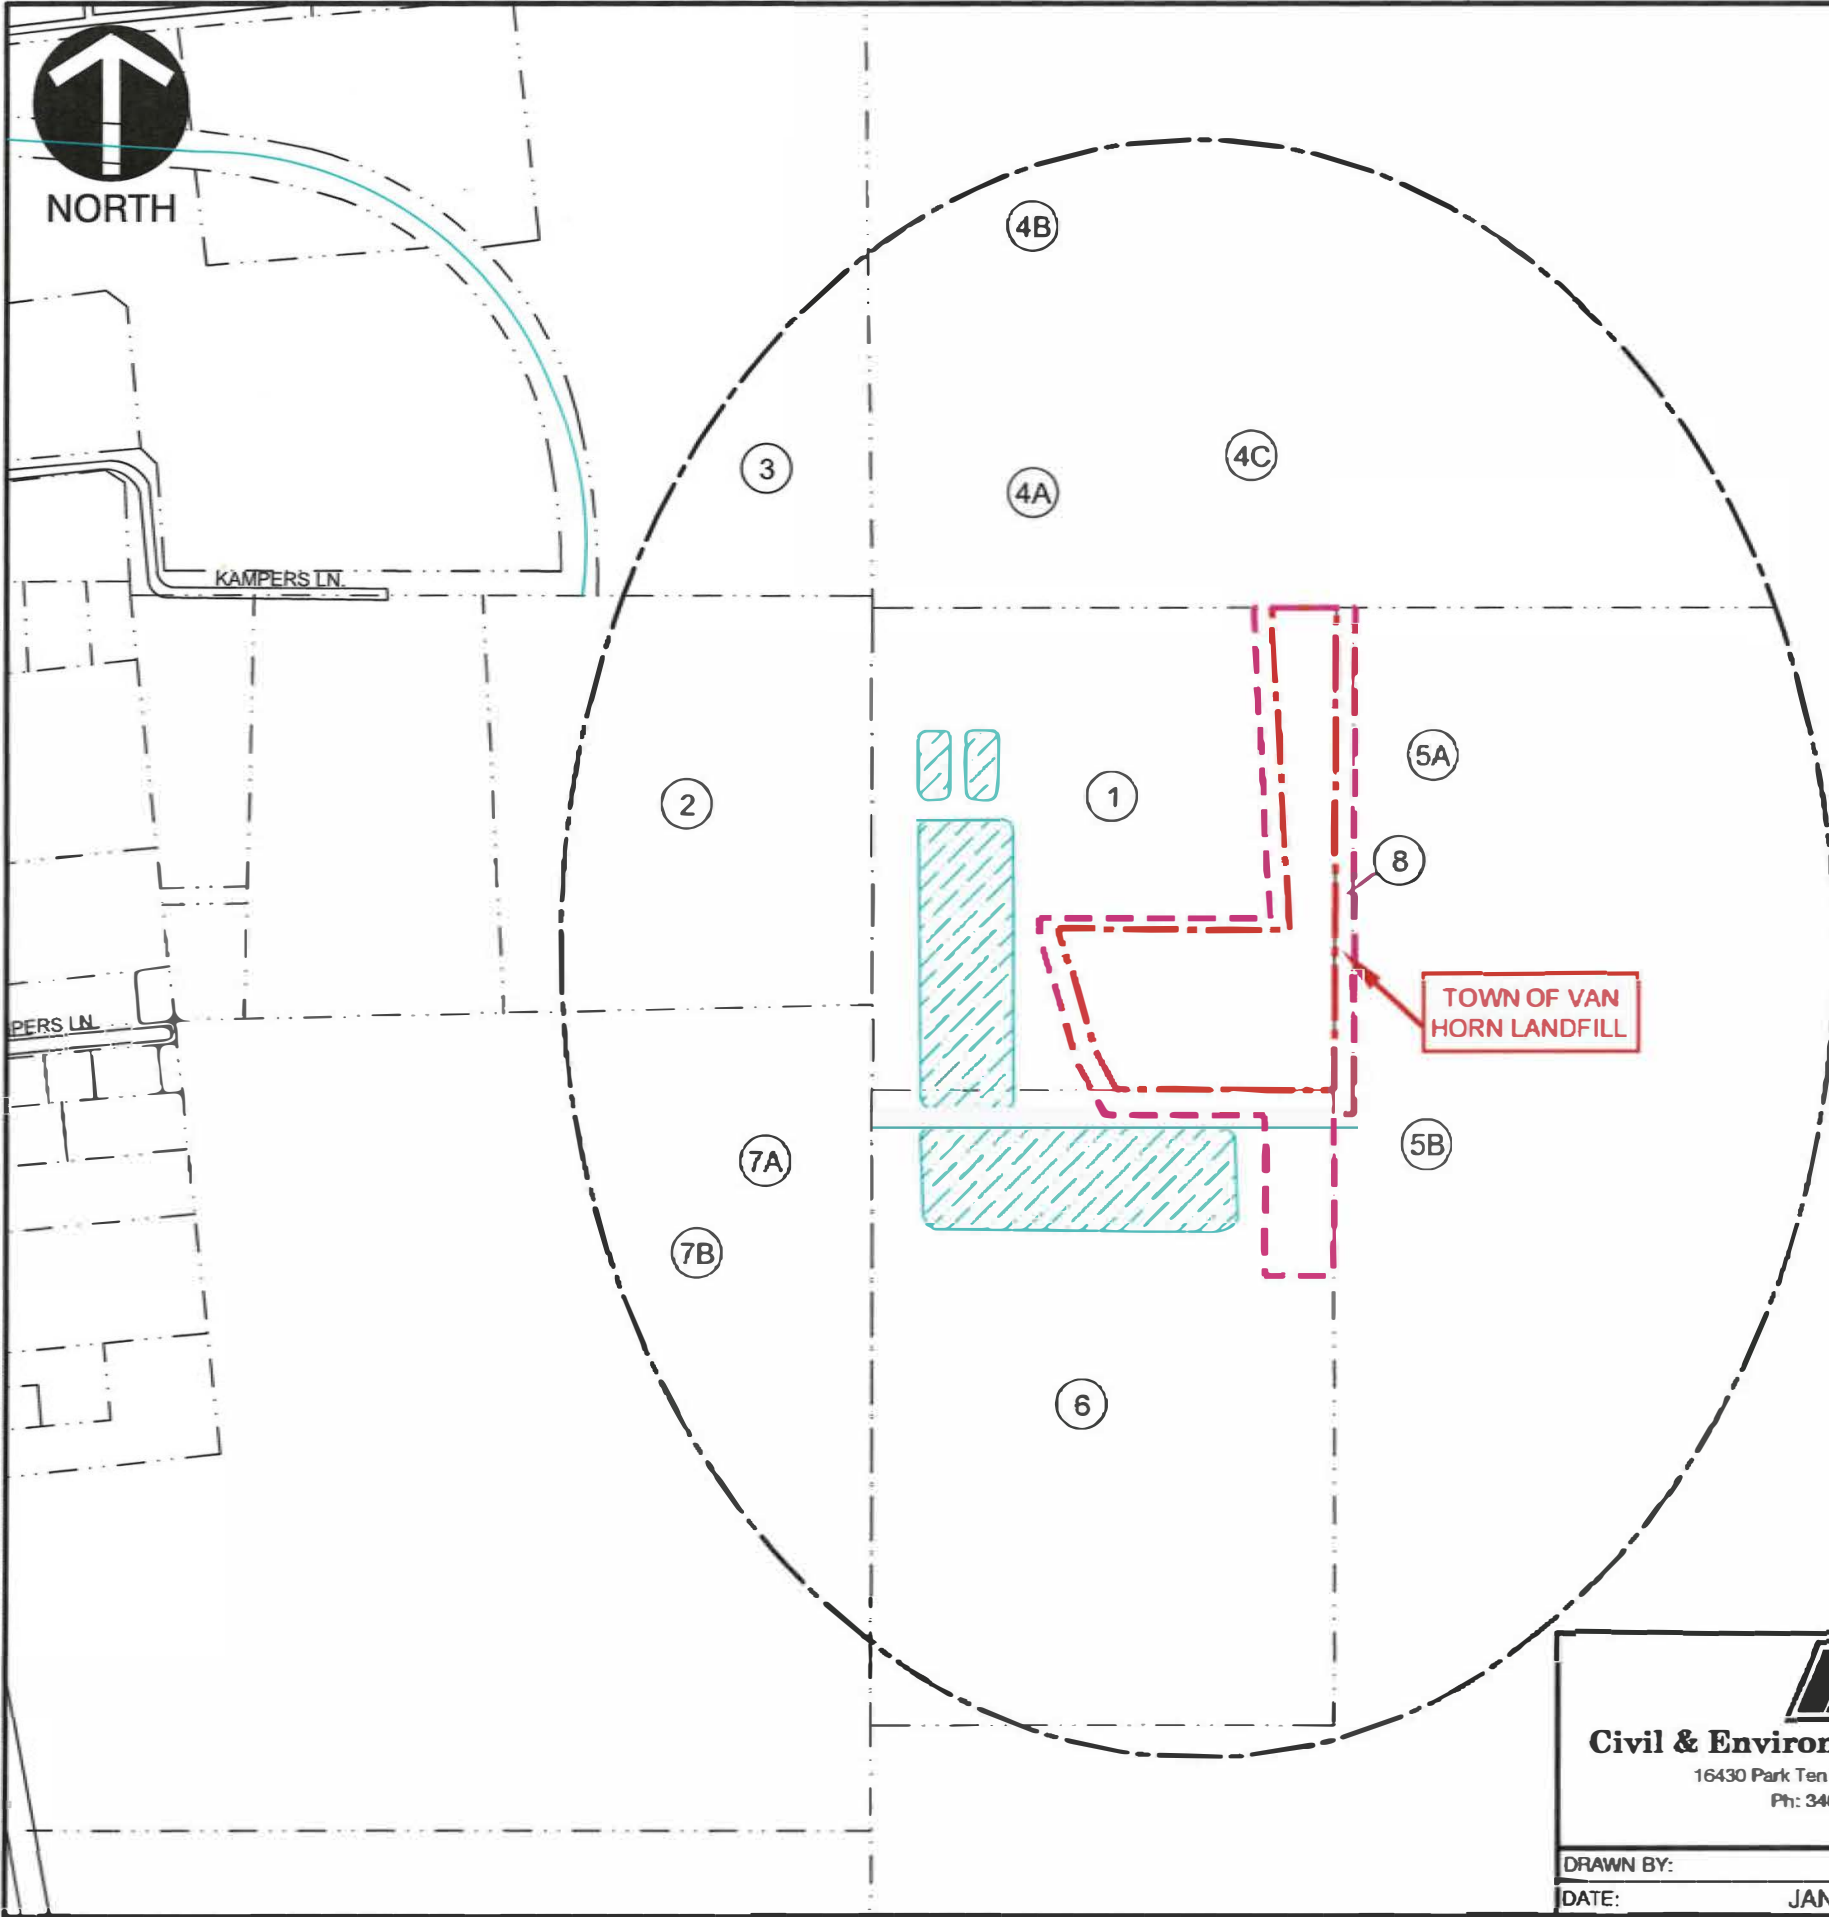 NORTH
4B
3
4C
4A
KAMPERS LN.
5A
2
1
8
TOWN OF VAN
HORN LANDFILL
PERS LN.
5B
7A
7B
6
Civil & Environ
16430 Park Ten
Ph: 34
DRAWN BY:
DATE: JAN